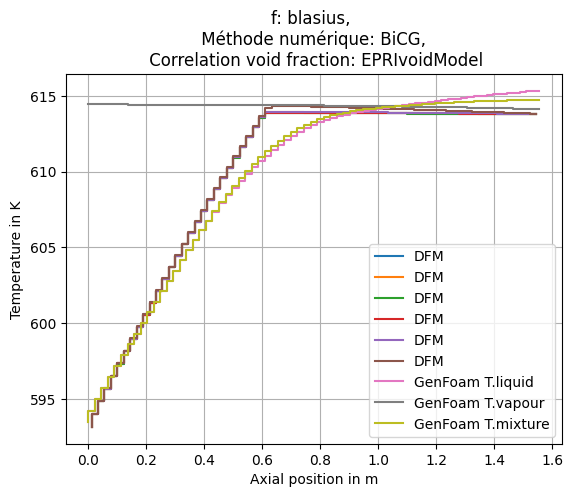 f: blasius,
Méthode numérique: BiCG,
Correlation void fraction: EPRIvoidModel
615
610
605
600
595
Temperature in K
DFM
DFM
DFM
DFM
DFM
DFM
GenFoam T.liquid
GenFoam T.vapour
GenFoam T.mixture
0.0 0.2 0.4 0.6 0.8 1.0 1.2 1.4 1.6
Axial position in m